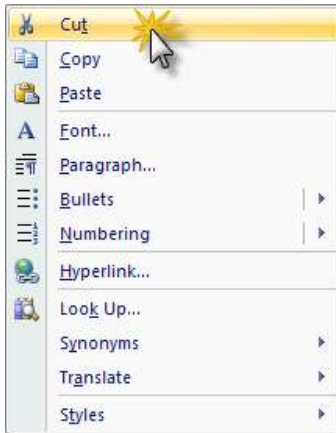 Cut
Copy
Paste
Font...
Paragraph...
Bullets
Numbering
Hyperlink...
Look Up...
Synonyms
Translate
Styles